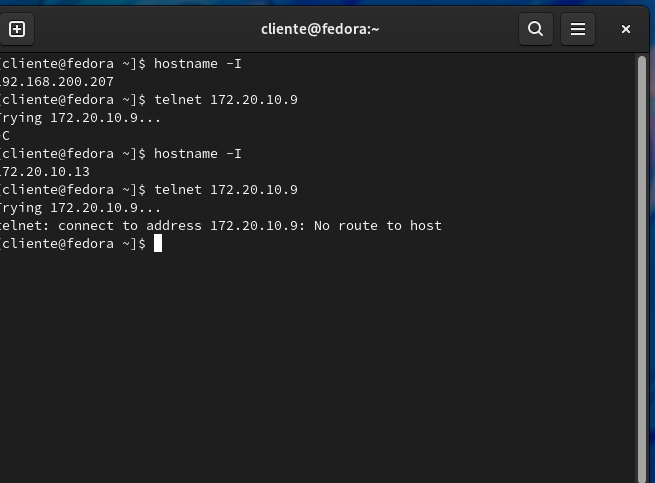 cliente@fedora:~
[cliente@fedora ~]$ hostname -I
192.168.200.207
[cliente@fedora ~]$ telnet 172.20.10.9
Trying 172.20.10.9...
^C
[cliente@fedora ~]$ hostname -I
172.20.10.13
[cliente@fedora ~]$ telnet 172.20.10.9
Trying 172.20.10.9...
telnet: connect to address 172.20.10.9: No route to host
[cliente@fedora ~]$